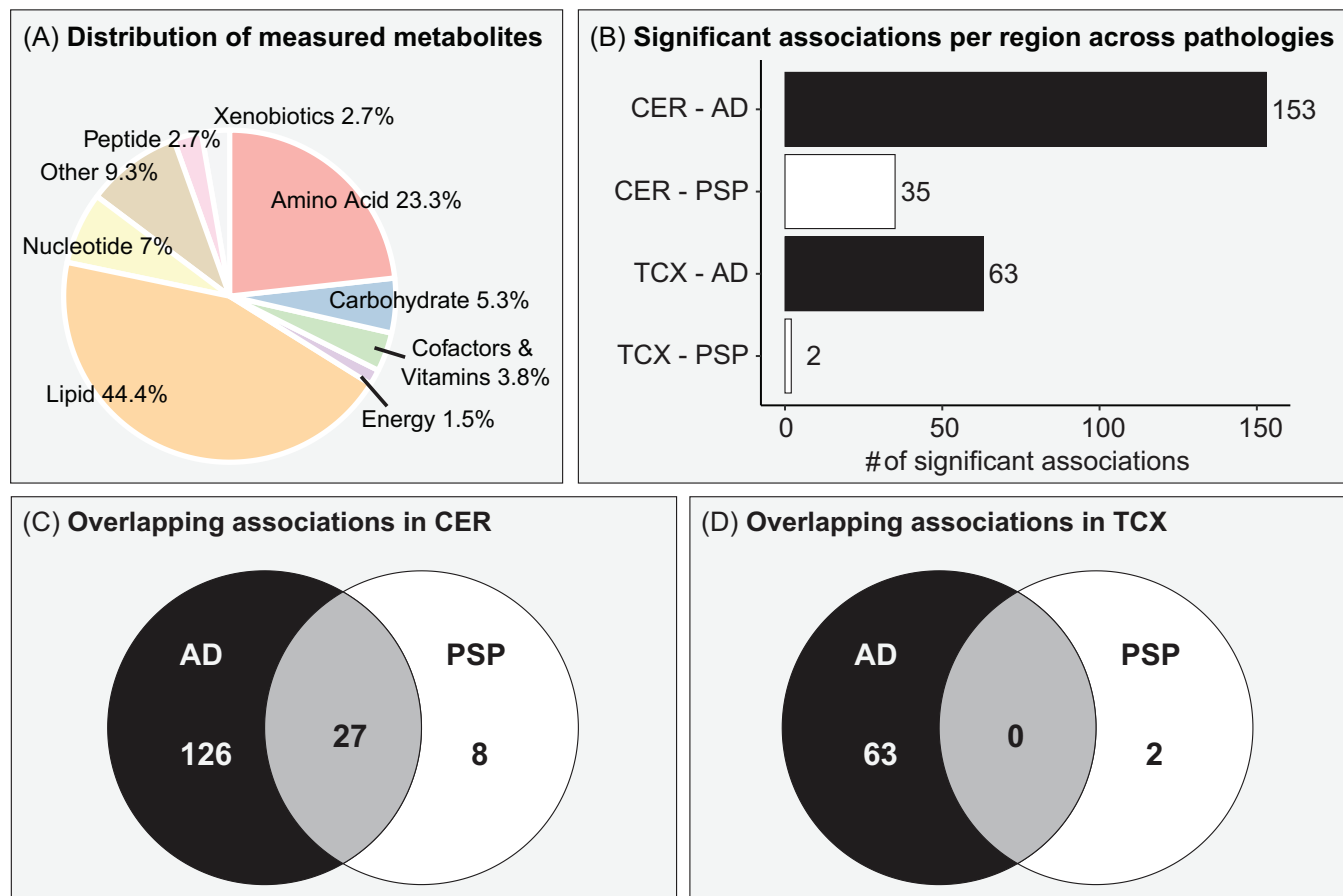 (A) Distribution of measured metabolites
Xenobiotics 2.7%
Peptide 2.7%
Other 9.3%
Amino Acid 23.3%
Nucleotide 7%
Carbohydrate 5.3%
Cofactors &
Vitamins 3.8%
Lipid 44.4%
Energy 1.5%
(B) Significant associations per region across pathologies
CER - AD
153
CER - PSP
35
TCX - AD
63
TCX - PSP
2
0
50
100
150
# of significant associations
(C) Overlapping associations in CER
AD
PSP
126
27
8
(D) Overlapping associations in TCX
AD
PSP
63
0
2